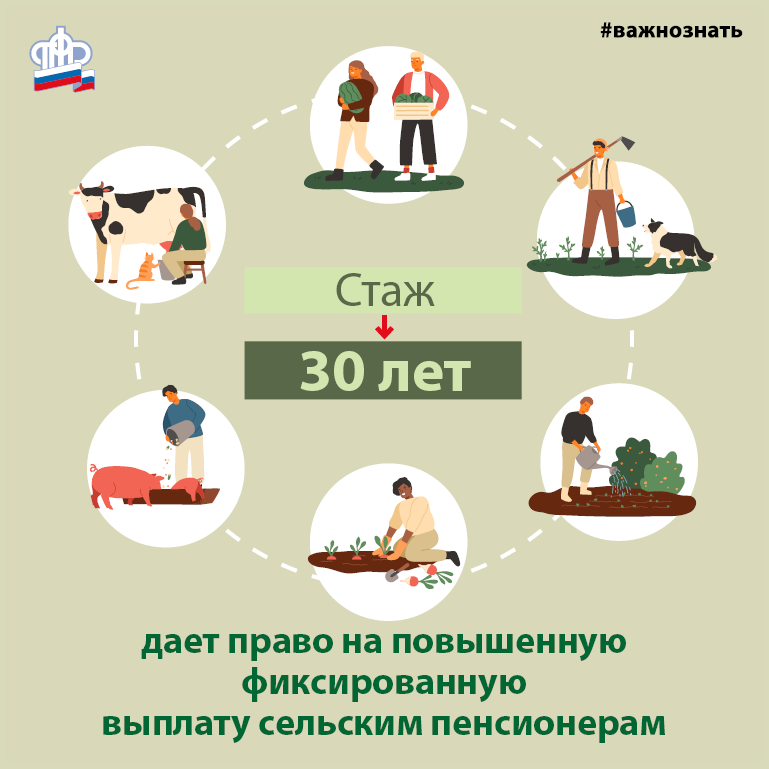 #важнознать
Стаж
30 лет
дает право на повышенную
фиксированную
выплату сельским пенсионерам